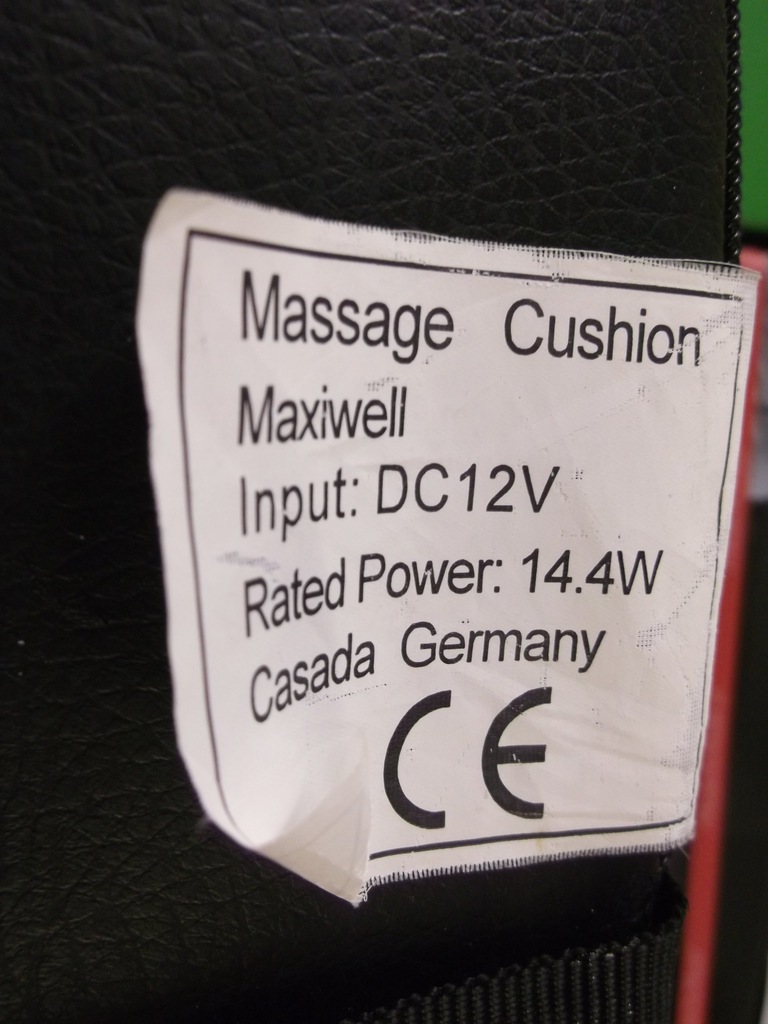 Massage Cushion
Maxiwell
Input: DC12V
Rated Power: 14.4W
Casada Germany
CE